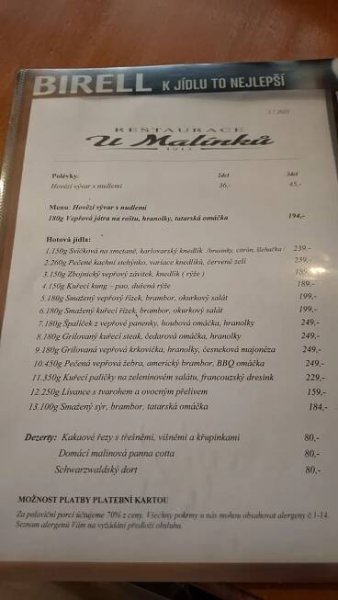 BIRELL K JÍDLU TO NEJLEPŠÍ
RESTAURACE
U Malínků
Polévky:
Hovězí vývar s nudlemi 36,- 45,-
Menu: Hovězí vývar s nudlemi
180g Vepřová játra na roštu, hranolky, tatarská omáčka 194,-
Hotová jídla:
1.150g Svíčková na smetaně, karlovarský knedlík /brusinky, citrón, šlehačka/ 239,-
2.260g Pečené kachní stehýnko, variace knedlíků, červené zelí 239,-
3.150g Zbojnický vepřový závitek, knedlík ( rýže ) 189,-
4.150g Kuřecí kung - pao, dušená rýže 189,-
5.180g Smažený vepřový řízek, brambor, okurkový salát 199,-
6.180g Smažený kuřecí řízek, brambor, okurkový salát 199,-
7.180g Špalíček z vepřové panenky, houbová omáčka, hranolky 249,-
8.180g Grilovaný kuřecí steak, čedarová omáčka, hranolky 249,-
9.180g Grilovaná vepřová krkovička, hranolky, česneková majonéza 249,-
10.450g Pečená vepřová žebra, americký brambor, BBQ omáčka 249,-
11.350g Kuřecí paličky na zeleninovém salátu, francouzský dresink 229,-
12.250g Lívance s tvarohem a ovocným přelivem 159,-
13.100g Smažený sýr, brambor, tatarská omáčka 184,-
Dezerty: Kakaové řezy s třešněmi, višněmi a křupinkami 80,-
Domácí malinová panna cotta 80,-
Schwarzwaldský dort 80,-
MOŽNOST PLATBY PLATEBNÍ KARTOU
Za poloviční porci účtujeme 70% z ceny. Všechny pokrmy u nás mohou obsahovat alergeny č.1-14.
Seznam alergenů Vám na vyžádání předloží obsluha.